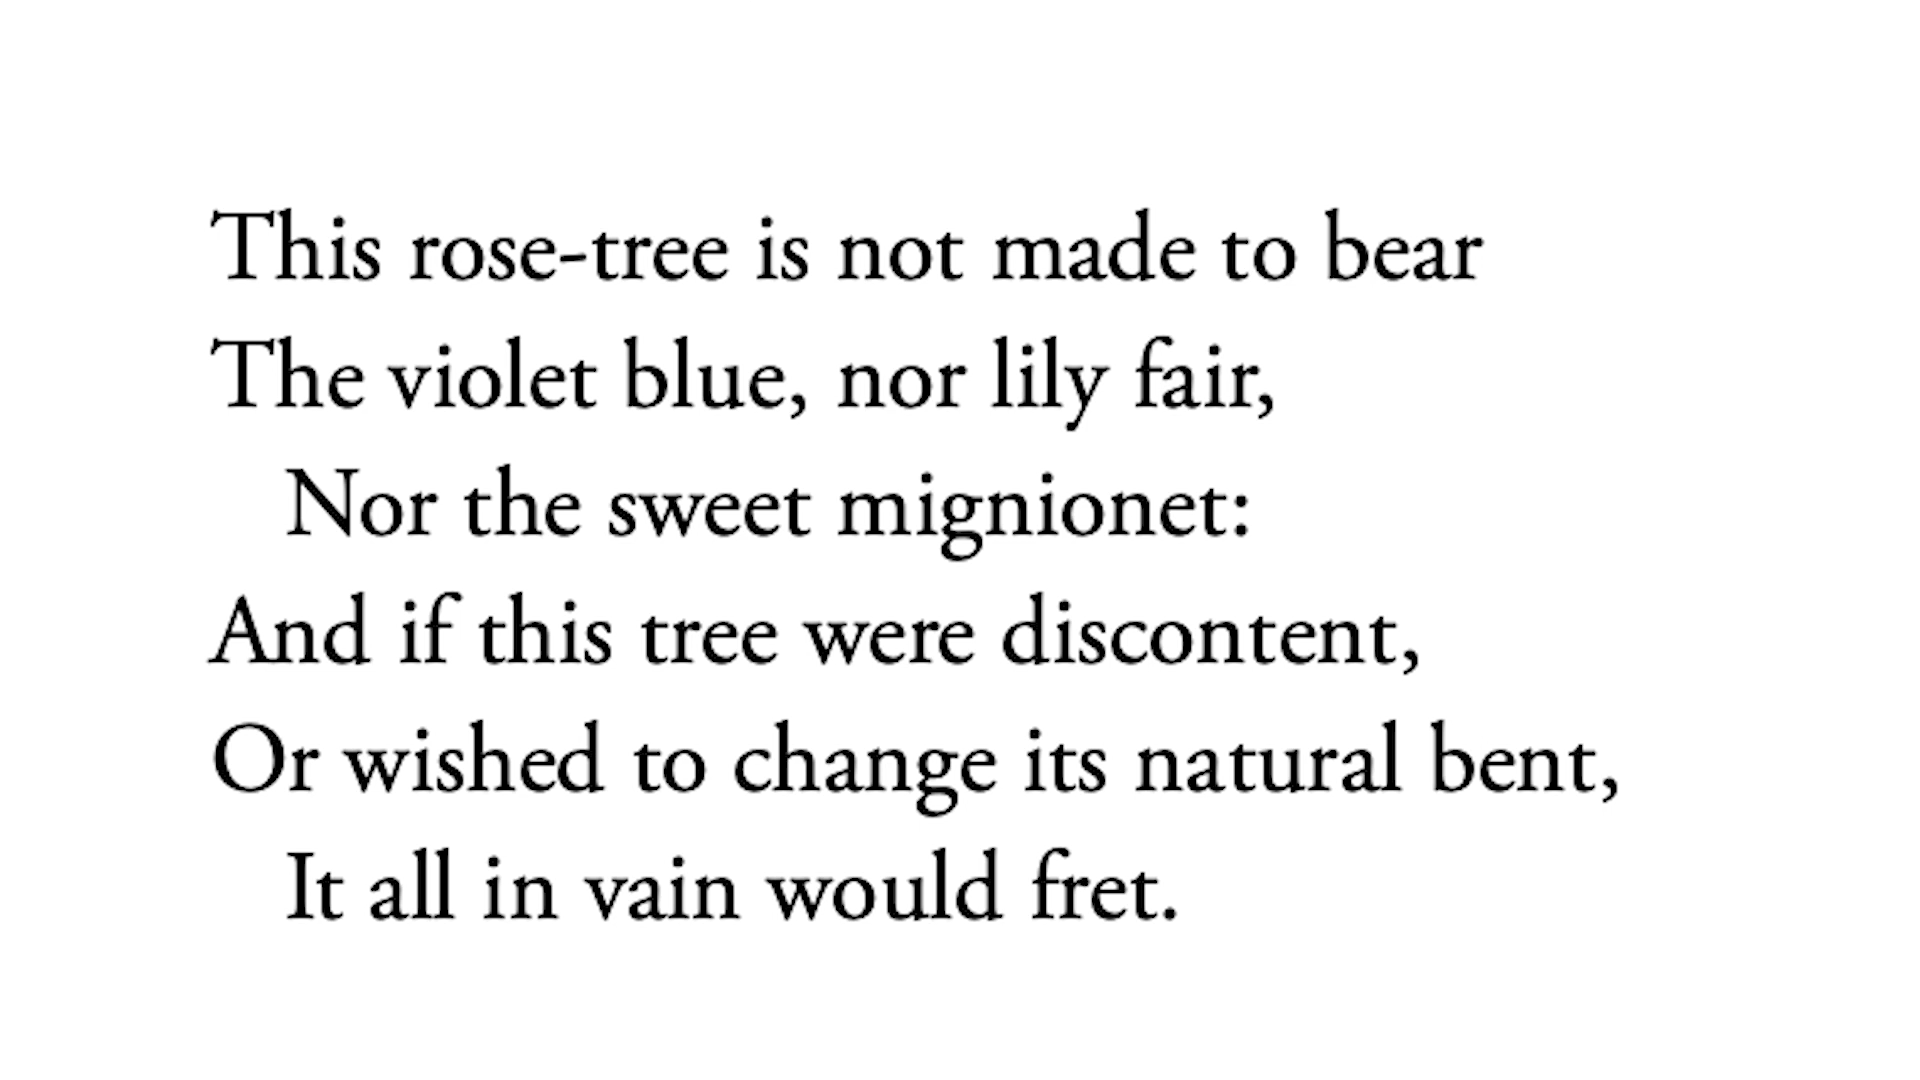 This rose-tree is not made to bear
The violet blue, nor lily fair,
Nor the sweet mignionet:
And if this tree were discontent,
Or wished to change its natural bent,
It all in vain would fret.